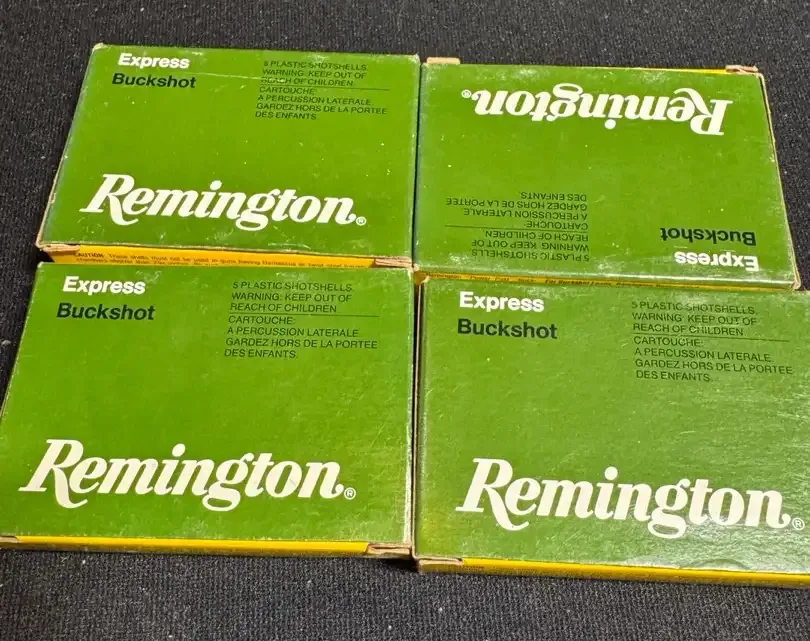 Express
Buckshot
5 PLASTIC SHOTSHELLS.
WARNING: KEEP OUT OF
REACH OF CHILDREN.
CARTOUCHE:
A PERCUSSION LATERALE.
GARDEZ HORS DE LA PORTEE
DES ENFANTS.
Remington®
Express
Buckshot
5 PLASTIC SHOTSHELLS.
WARNING: KEEP OUT OF
REACH OF CHILDREN.
CARTOUCHE:
A PERCUSSION LATERALE
GARDEZ HORS DE LA PORTEE
DES ENFANTS.
Remington®
Express
Buckshot
5 PLASTIC SHOTSHELLS.
WARNING: KEEP OUT OF
REACH OF CHILDREN
CARTOUCHE:
A PERCUSSION LATERALE
GARDEZ HORS DE LA PORTEE
DES ENFANTS.
Remington®
Express
Buckshot
5 PLASTIC SHOTSHELLS.
WARNING: KEEP OUT OF
REACH OF CHILDREN
CARTOUCHE:
A PERCUSSION LATERALE.
GARDEZ HORS DE LA PORTEE
DES ENFANTS.
Remington®